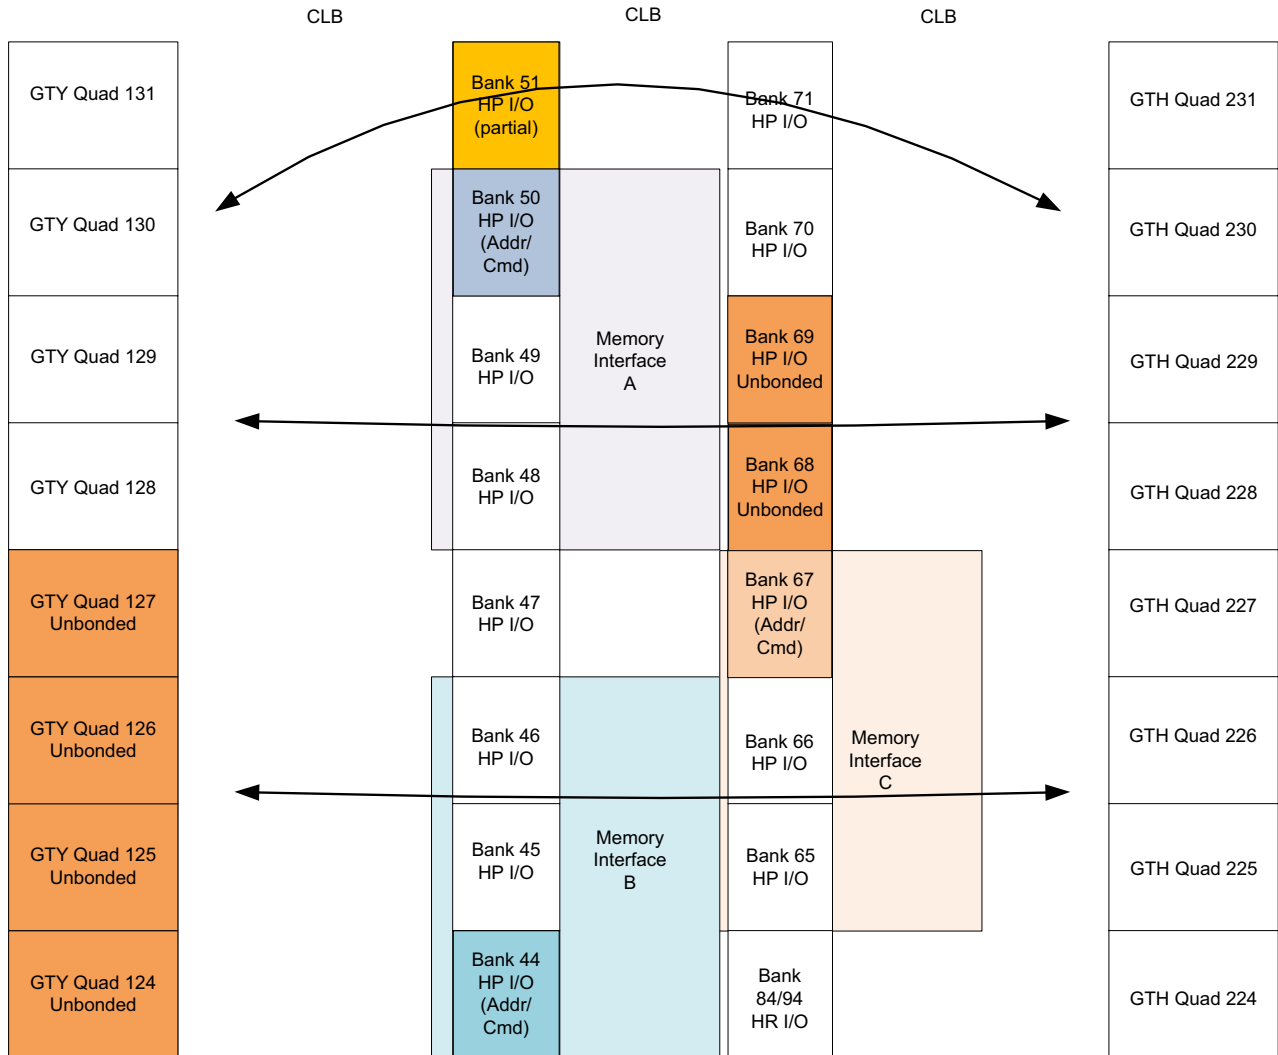 CLB
CLB
CLB
GTY Quad 131
Bank 51
HP I/O
(partial)
Bank 71
HP I/O
GTH Quad 231
GTY Quad 130
Bank 50
HP I/O
(Addr/
Cmd)
Bank 70
HP I/O
GTH Quad 230
GTY Quad 129
Bank 49
HP I/O
Memory
Interface
A
Bank 69
HP I/O
Unbonded
GTH Quad 229
GTY Quad 128
Bank 48
HP I/O
Bank 68
HP I/O
Unbonded
GTH Quad 228
GTY Quad 127
Unbonded
Bank 47
HP I/O
Bank 67
HP I/O
(Addr/
Cmd)
GTH Quad 227
GTY Quad 126
Unbonded
Bank 46
HP I/O
Bank 66
HP I/O
Memory
Interface
C
GTH Quad 226
GTY Quad 125
Unbonded
Bank 45
HP I/O
Memory
Interface
B
Bank 65
HP I/O
GTH Quad 225
GTY Quad 124
Unbonded
Bank 44
HP I/O
(Addr/
Cmd)
Bank
84/94
HR I/O
GTH Quad 224